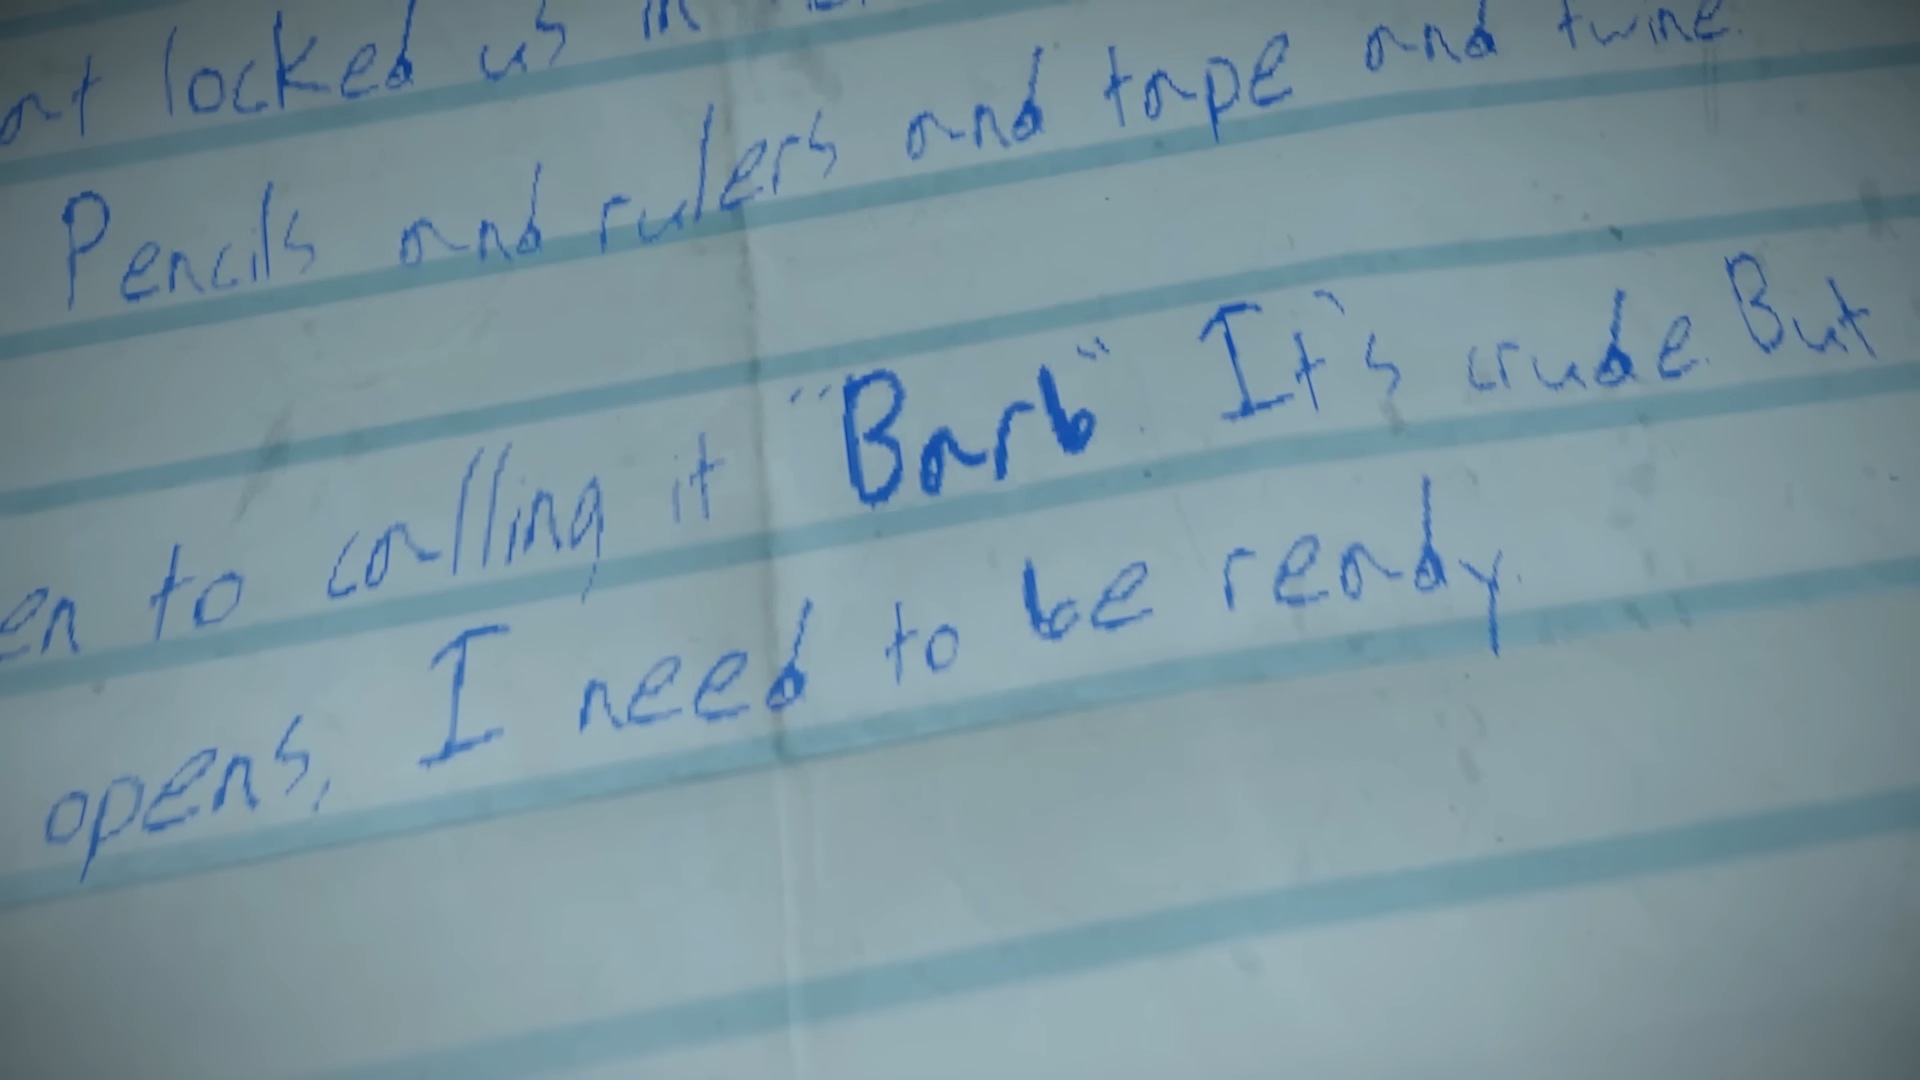 locked us in
Pencils and rulers and tape and twine.
en to calling it "Barb". It's crude. But
opens, I need to be ready.